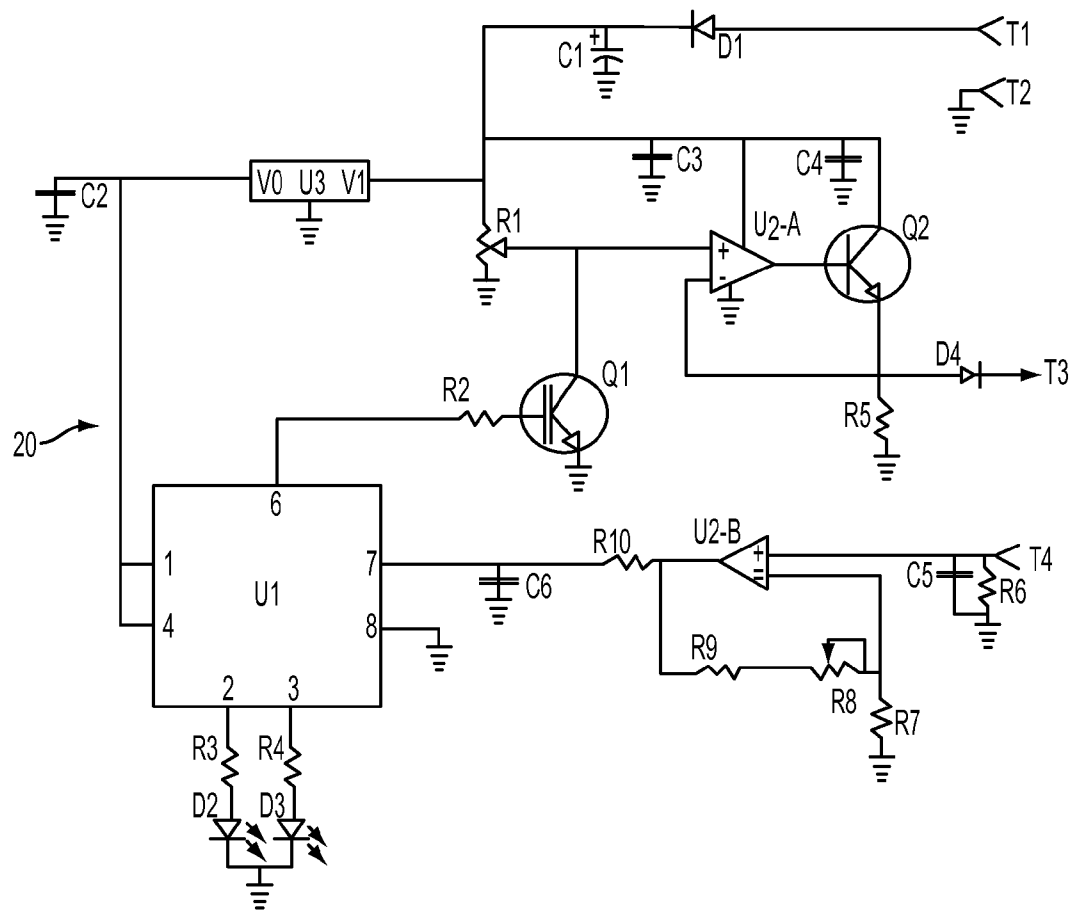 T1
D1
+
C1
T2
C3
C4
C2
V0 U3 V1
R1
U2-A
Q2
+
-
D4
T3
Q1
R2
R5
20
6
U2-B
R10
+
=
T4
1
7
C5
R6
C6
U1
4
8
R9
R8
R7
2
3
R3
R4
D2
D3